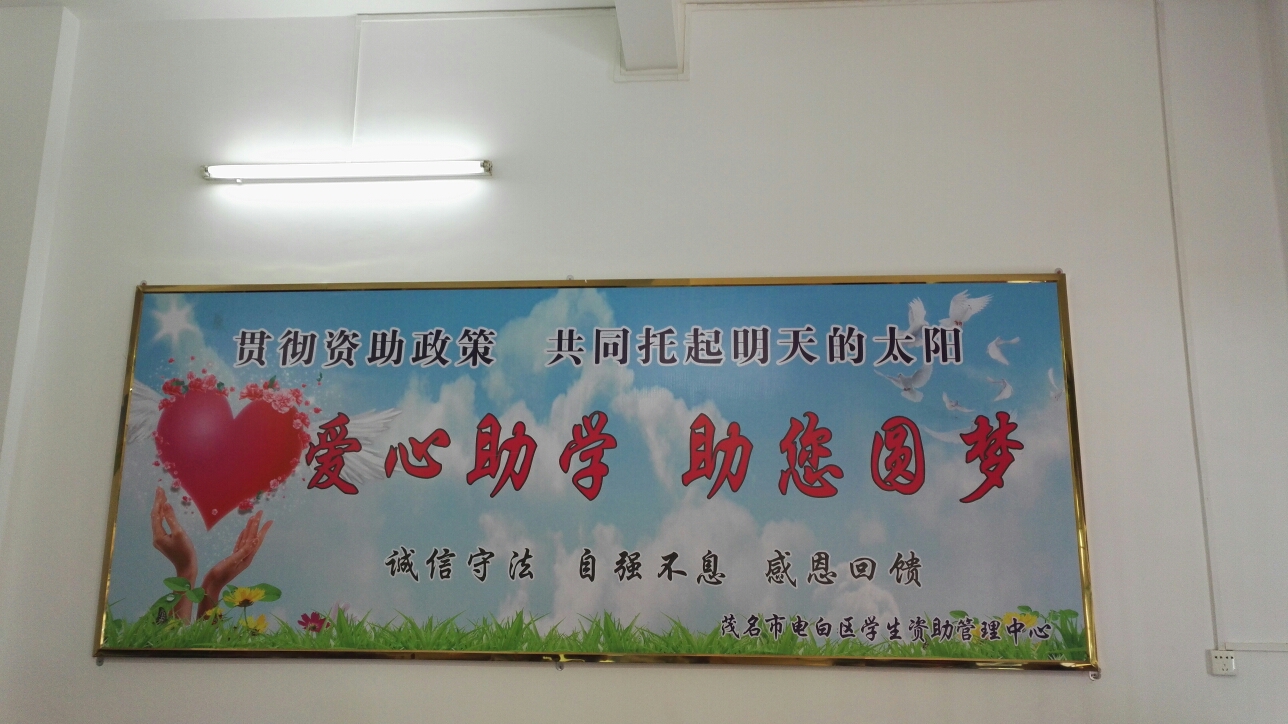 贯彻资助政策 共同托起明天的太阳
爱心助学 助您圆梦
诚信守法 自强不息 感恩回馈
茂名市电白区学生资助管理中心